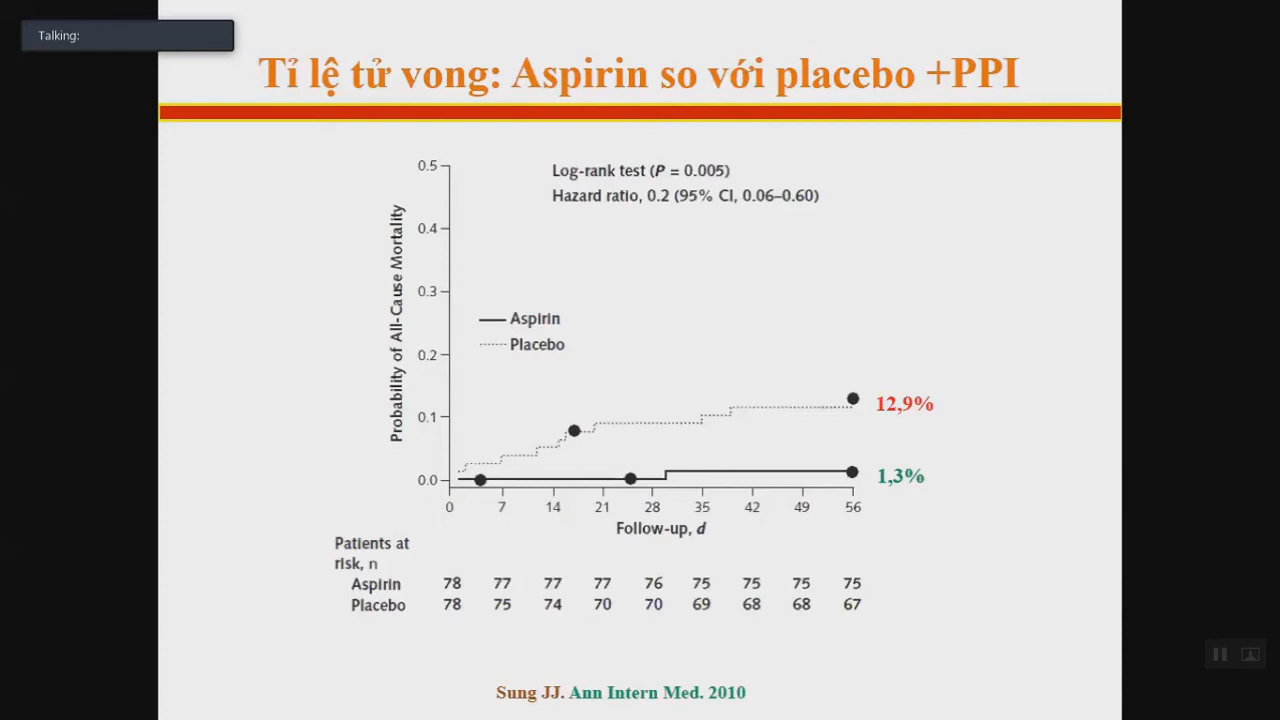 Talking:
Tỉ lệ tử vong: Aspirin so với placebo +PPI
Log-rank test (P = 0.005)
Hazard ratio, 0.2 (95% CI, 0.06–0.60)
Probability of All-Cause Mortality
0.5
0.4
0.3
0.2
0.1
0.0
Aspirin
Placebo
12,9%
1,3%
0 7 14 21 28 35 42 49 56
Follow-up, d
Patients at
risk, n
Aspirin 78 77 77 77 76 75 75 75 75
Placebo 78 75 74 70 70 69 68 68 67
Sung JJ. Ann Intern Med. 2010